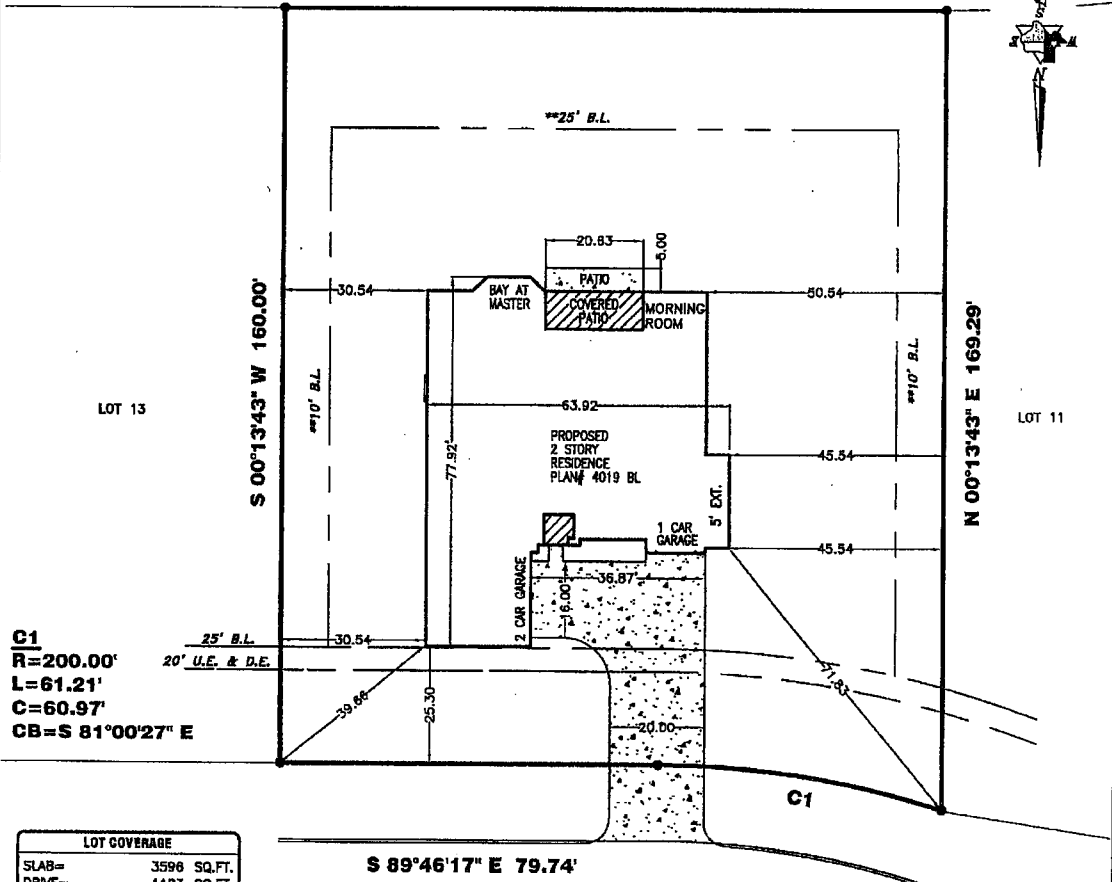 **25' B.L.
20.83
5.00
PATIO
30.54
BAY AT
MASTER
COVERED
PATIO
MORNING
ROOM
50.54
S 00°13'43" W 160.00'
N 00°13'43" E 169.29'
**10' B.L.
**10' B.L.
LOT 13
LOT 11
63.92
77.92'
PROPOSED
2 STORY
RESIDENCE
PLAN# 4019 BL
45.54
5' EXT.
1 CAR
GARAGE
45.54
2 CAR GARAGE
36.87'
16.00'
C1
R=200.00'
L=61.21'
C=60.97'
CB=S 81°00'27" E
25' B.L.
30.54
20' U.E. & D.E.
39.66
25.30
71.83
20.00
C1
LOT COVERAGE
SLAB= 3596 SQ.FT.
S 89°46'17" E 79.74'